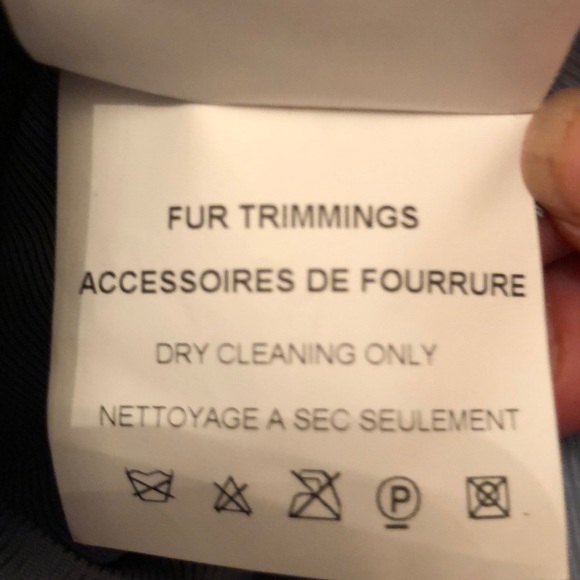 FUR TRIMMINGS
ACCESSOIRES DE FOURRURE
DRY CLEANING ONLY
NETTOYAGE A SEC SEULEMENT
P